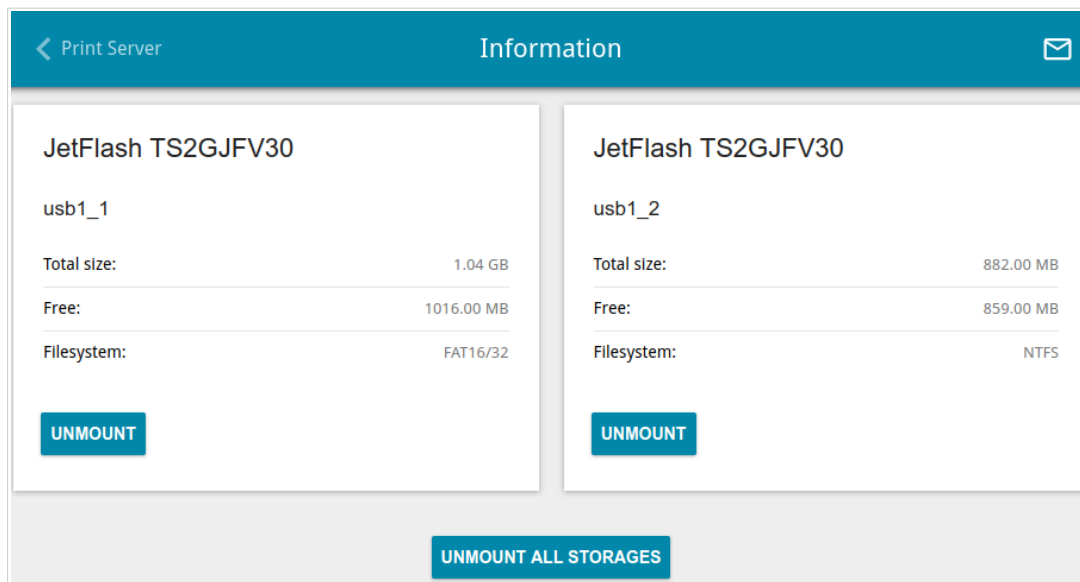 Print Server
Information
JetFlash TS2GJFV30
usb1_1
Total size: 1.04 GB
Free: 1016.00 MB
Filesystem: FAT16/32
UNMOUNT
JetFlash TS2GJFV30
usb1_2
Total size: 882.00 MB
Free: 859.00 MB
Filesystem: NTFS
UNMOUNT
UNMOUNT ALL STORAGES